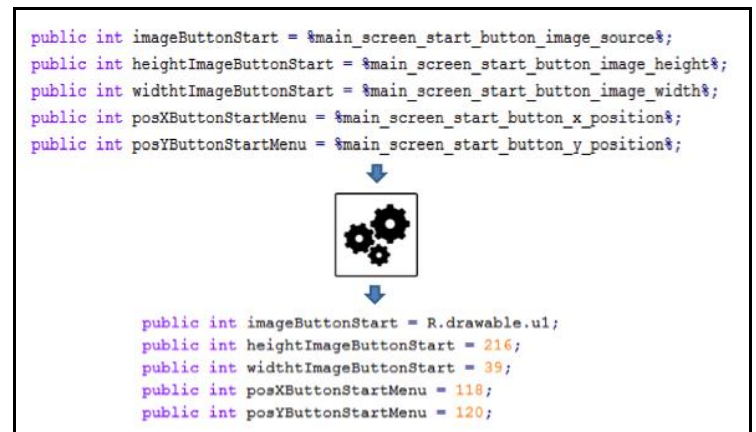 public int imageButtonStart = %main_screen_start_button_image_source%;
public int heightImageButtonStart = %main_screen_start_button_image_height%;
public int widthtImageButtonStart = %main_screen_start_button_image_width%;
public int posXButtonStartMenu = %main_screen_start_button_x_position%;
public int posYButtonStartMenu = %main_screen_start_button_y_position%;
public int imageButtonStart = R.drawable.u1;
public int heightImageButtonStart = 216;
public int widthtImageButtonStart = 39;
public int posXButtonStartMenu = 118;
public int posYButtonStartMenu = 120;